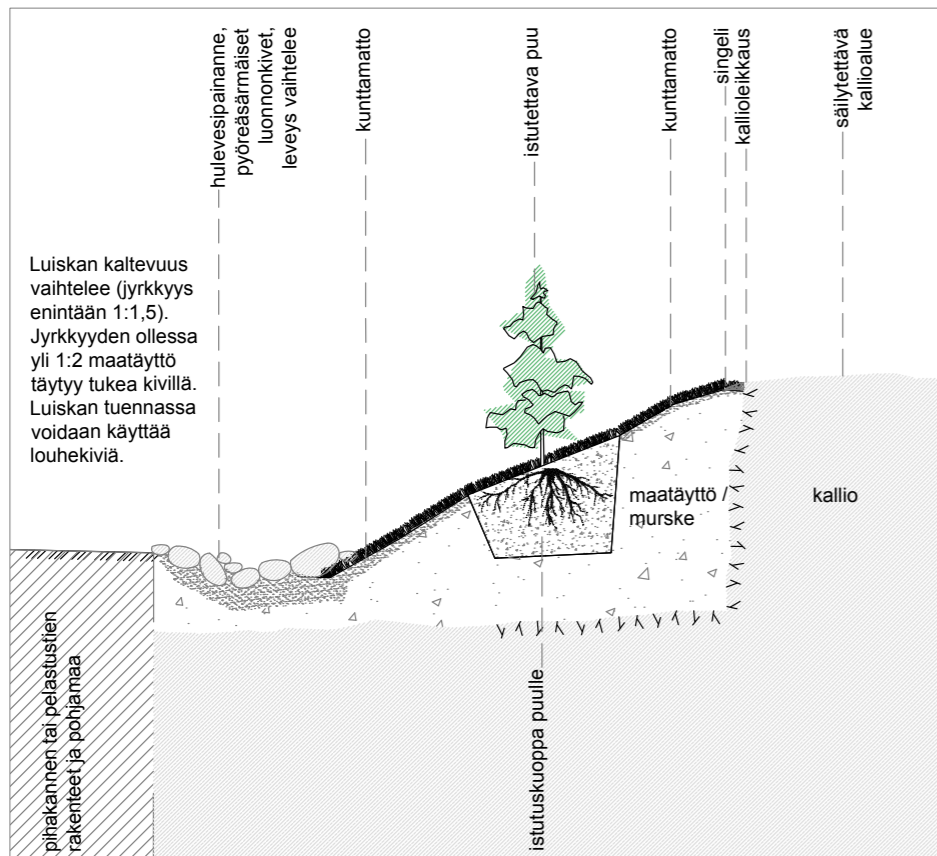 hulevesipainanne,
pyöreäsärmäiset
luonnonkivet,
leveys vaihtelee
kunttamatto
istutettava puu
kunttamatto
singeli
kallioleikkaus
säilytettävä
kallioalue
Luiskan kaltevuus
vaihtelee (jyrkkyys
enintään 1:1,5).
Jyrkkyyden ollessa
yli 1:2 maatäyttö
täytyy tukea kivillä.
Luiskan tuennassa
voidaan käyttää
louhekiviä.
maatäyttö /
murske
kallio
pihakannen tai pelastustien
rakenteet ja pohjamaa
istutuskuoppa puulle